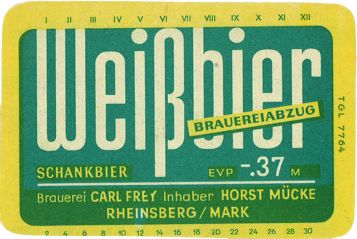 I II III IV V VI VII VIII IX X XI XII
Weißbier
BRAUEREIABZUG
TGL 7764
SCHANKBIER EVP -.37 M
Brauerei CARL FREY Inhaber HORST MÜCKE
RHEINSBERG/MARK
2 4 6 8 10 12 14 16 18 20 22 24 26 28 30